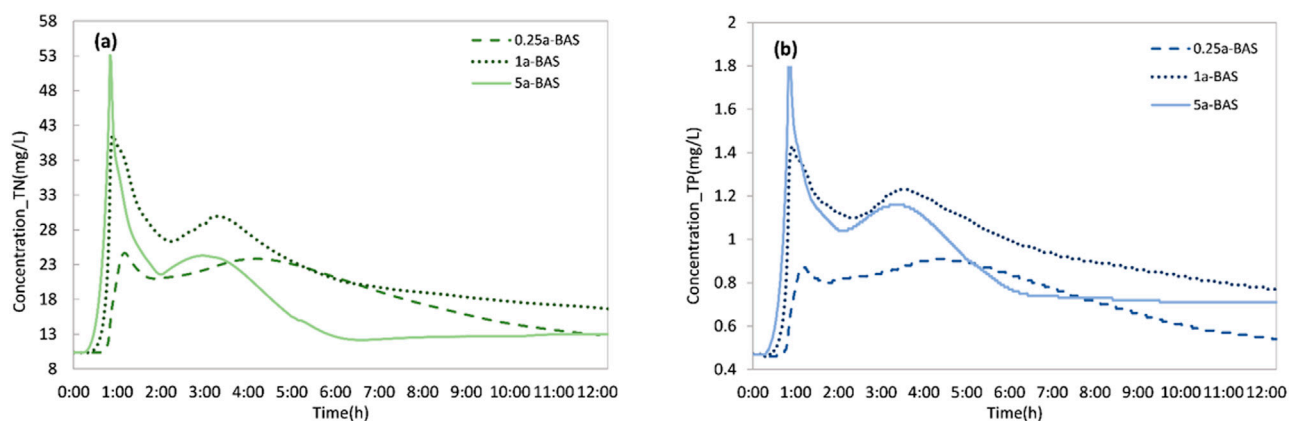 (a)
Concentration_TN(mg/L)
58
53
48
43
38
33
28
23
18
13
8
0.25a-BAS
1a-BAS
5a-BAS
0:00 1:00 2:00 3:00 4:00 5:00 6:00 7:00 8:00 9:00 10:00 11:00 12:00
Time(h)
(b)
Concentration_TP(mg/L)
2
1.8
1.6
1.4
1.2
1
0.8
0.6
0.4
0.25a-BAS
1a-BAS
5a-BAS
0:00 1:00 2:00 3:00 4:00 5:00 6:00 7:00 8:00 9:00 10:00 11:00 12:00
Time(h)